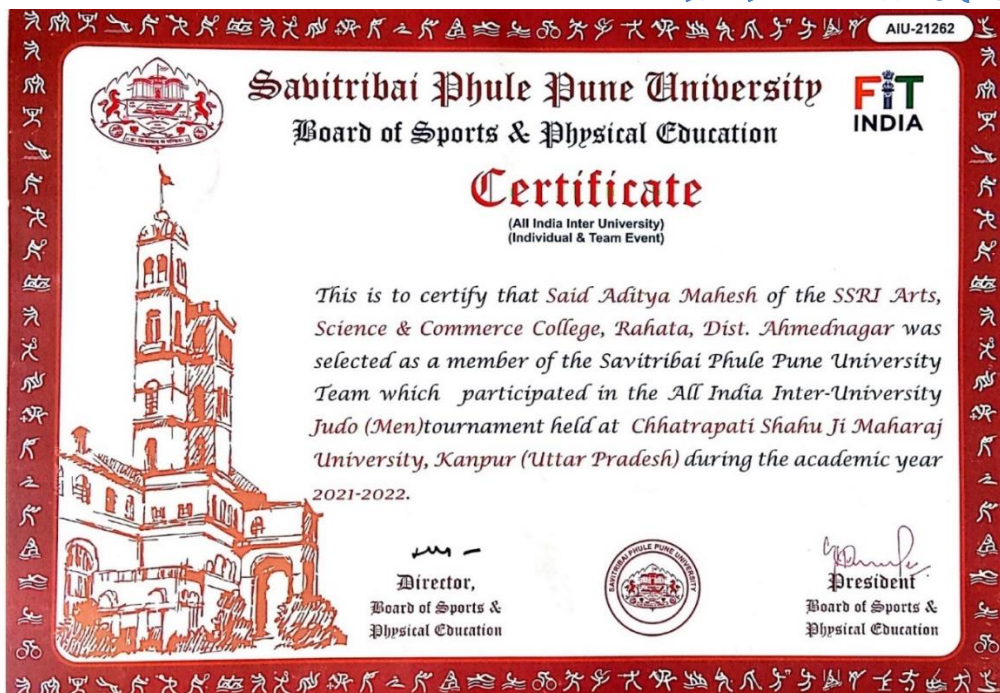 AIU-21262
Savitribai Phule Pune University
Board of Sports & Physical Education
FiT
INDIA
Certificate
(All India Inter University)
(Individual & Team Event)
This is to certify that Said Aditya Mahesh of the SSRI Arts,
Science & Commerce College, Rahata, Dist. Ahmednagar was
selected as a member of the Savitribai Phule Pune University
Team which participated in the All India Inter-University
Judo (Men)tournament held at Chhatrapati Shahu Ji Maharaj
University, Kanpur (Uttar Pradesh) during the academic year
2021-2022.
Director,
Board of Sports &
Physical Education
SAVITRIBAI PHULE PUNE UNIVERSITY
President
Board of Sports &
Physical Education